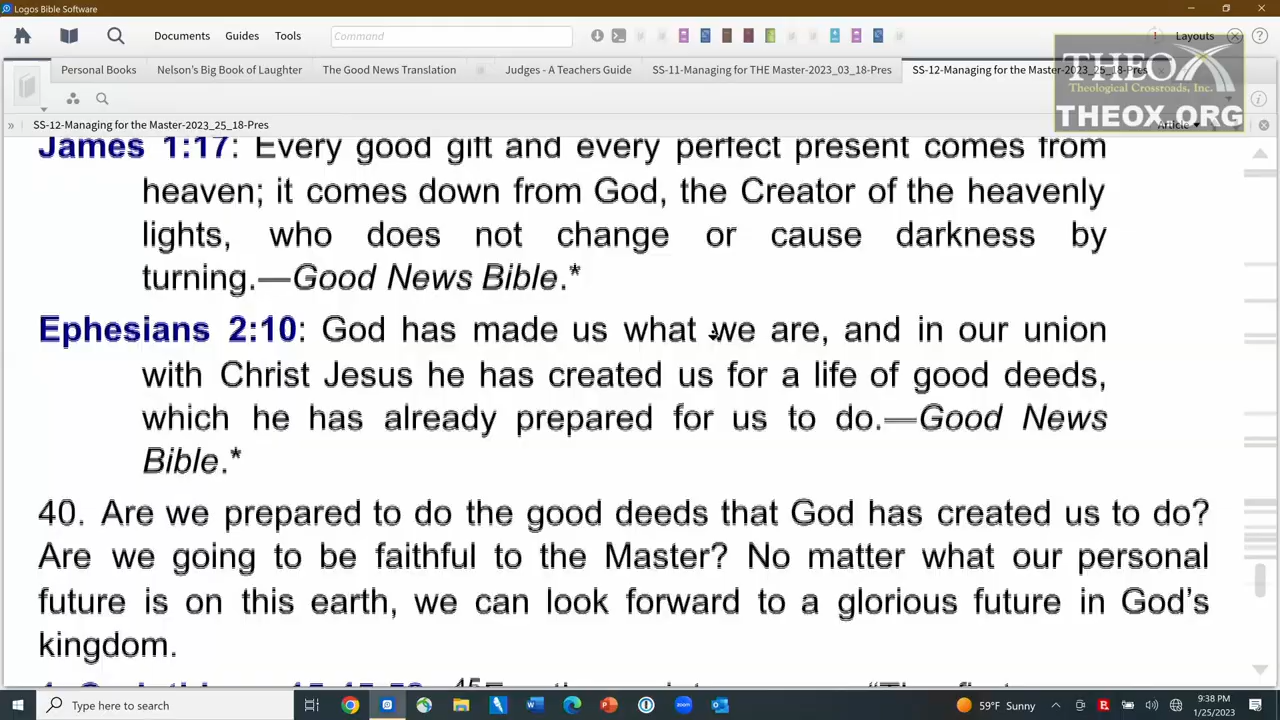 Logos Bible Software
Documents Guides Tools Command Layouts
Personal Books Nelson's Big Book of Laughter The Go Judges - A Teachers Guide SS-11-Managing for THE Master-2023_03_18-pres SS-12-Managing for the Master-2023_25_18-Pres
THEOX
Theological Crossroads, Inc.
THEOX.ORG
SS-12-Managing for the Master-2023_25_18-Pres Article
James 1:17: Every good gift and every perfect present comes from
heaven; it comes down from God, the Creator of the heavenly
lights, who does not change or cause darkness by
turning.—Good News Bible.*
Ephesians 2:10: God has made us what we are, and in our union
with Christ Jesus he has created us for a life of good deeds,
which he has already prepared for us to do.—Good News
Bible.*
40. Are we prepared to do the good deeds that God has created us to do?
Are we going to be faithful to the Master? No matter what our personal
future is on this earth, we can look forward to a glorious future in God's
kingdom.
Type here to search
59°F Sunny
9:38 PM
1/25/2023